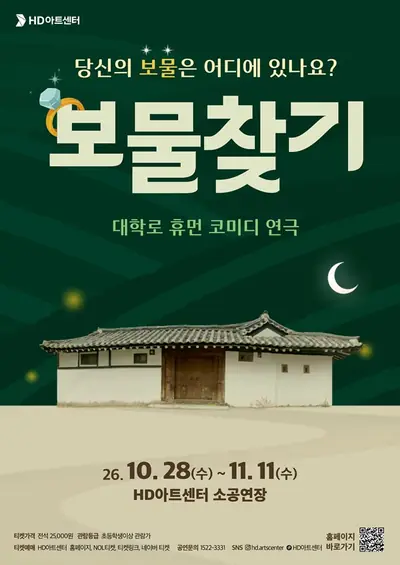 HD아트센터
당신의 보물은 어디에 있나요?
보물찾기
대학로 휴먼 코미디 연극
26. 10. 28(수) ~ 11. 11(수)
HD아트센터 소공연장
티켓가격 전석 25,000원 관람등급 초등학생이상 관람가
티켓예매 HD아트센터 홈페이지, NOL티켓, 티켓링크, 네이버 티켓 공연문의 1522-3331 SNS hd.artscenter HD아트센터
홈페이지
바로가기